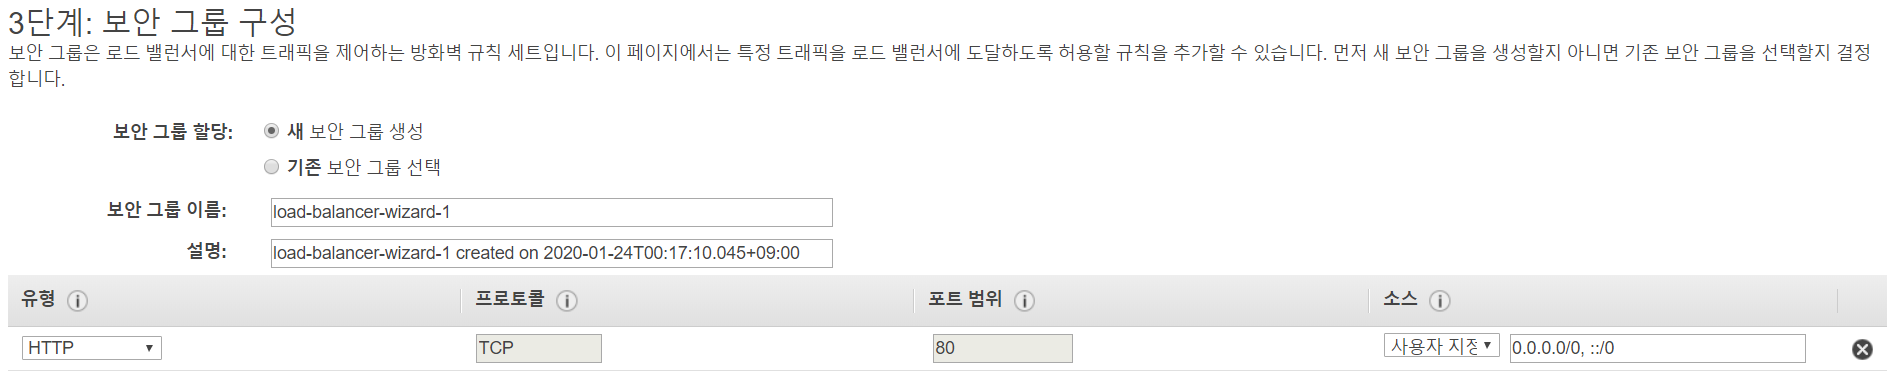 3단계: 보안 그룹 구성
보안 그룹은 로드 밸런서에 대한 트래픽을 제어하는 방화벽 규칙 세트입니다. 이 페이지에서는 특정 트래픽을 로드 밸런서에 도달하도록 허용할 규칙을 추가할 수 있습니다. 먼저 새 보안 그룹을 생성할지 아니면 기존 보안 그룹을 선택할지 결정
합니다.
보안 그룹 할당: 새 보안 그룹 생성
기존 보안 그룹 선택
보안 그룹 이름: load-balancer-wizard-1
설명: load-balancer-wizard-1 created on 2020-01-24T00:17:10.045+09:00
유형 프로토콜 포트 범위 소스
HTTP TCP 80 사용자 지정 0.0.0.0/0, ::/0